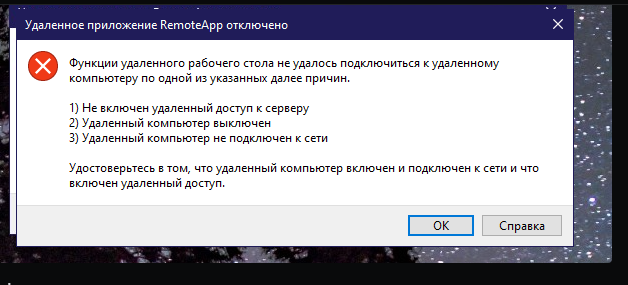 Удаленное приложение RemoteApp отключено
Функции удаленного рабочего стола не удалось подключиться к удаленному
компьютеру по одной из указанных далее причин.
1) Не включен удаленный доступ к серверу
2) Удаленный компьютер выключен
3) Удаленный компьютер не подключен к сети
Удостоверьтесь в том, что удаленный компьютер включен и подключен к сети и что
включен удаленный доступ.
OK
Справка